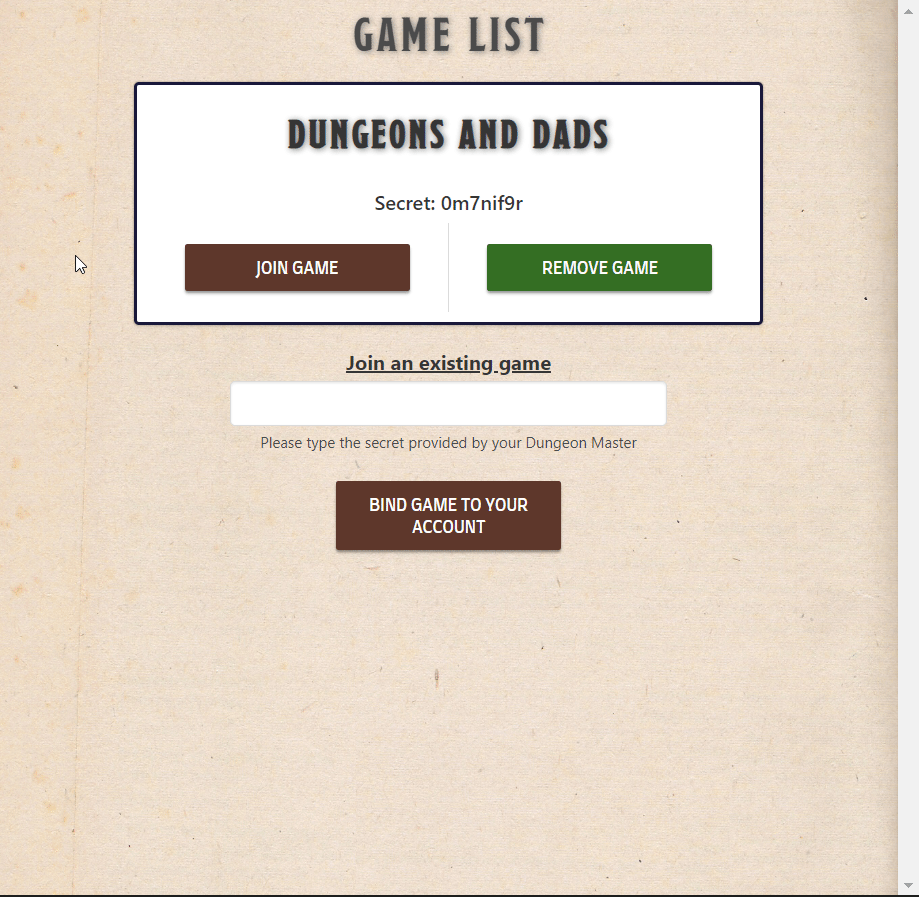 GAME LIST
DUNGEONS AND DADS
Secret: 0m7nif9r
JOIN GAME
REMOVE GAME
Join an existing game
Please type the secret provided by your Dungeon Master
BIND GAME TO YOUR
ACCOUNT